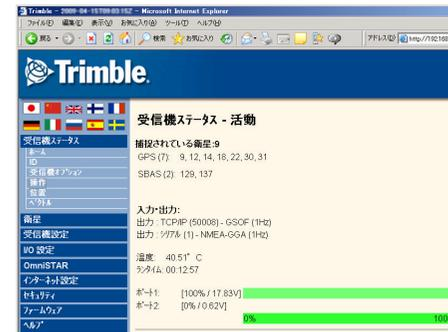 Trimble - 2009-04-15T09:03:15Z - Microsoft Internet Explorer
ファイル(F) 編集(E) 表示(V) お気に入り(A) ツール(T) ヘルプ(H)
戻る 検索 お気に入り アドレス(D) http://192.168
Trimble.
受信機ステータス - 活動
受信機ステータス
ホーム
ID
受信機オプション
操作
位置
ベクトル
衛星
受信機設定
I/O 設定
OmniSTAR
インターネット設定
セキュリティ
ファームウェア
ヘルプ
捕捉されている衛星:9
GPS (7): 9, 12, 14, 18, 22, 30, 31
SBAS (2): 129, 137
入力・出力:
出力 : TCP/IP (50008) - GSOF (1Hz)
出力 : シリアル (1) - NMEA-GGA (1Hz)
温度: 40.51° C
ランタイム: 00:12:57
ポート1: [100% / 17.83V]
ポート2 [0% / 0.62V]
0% 100